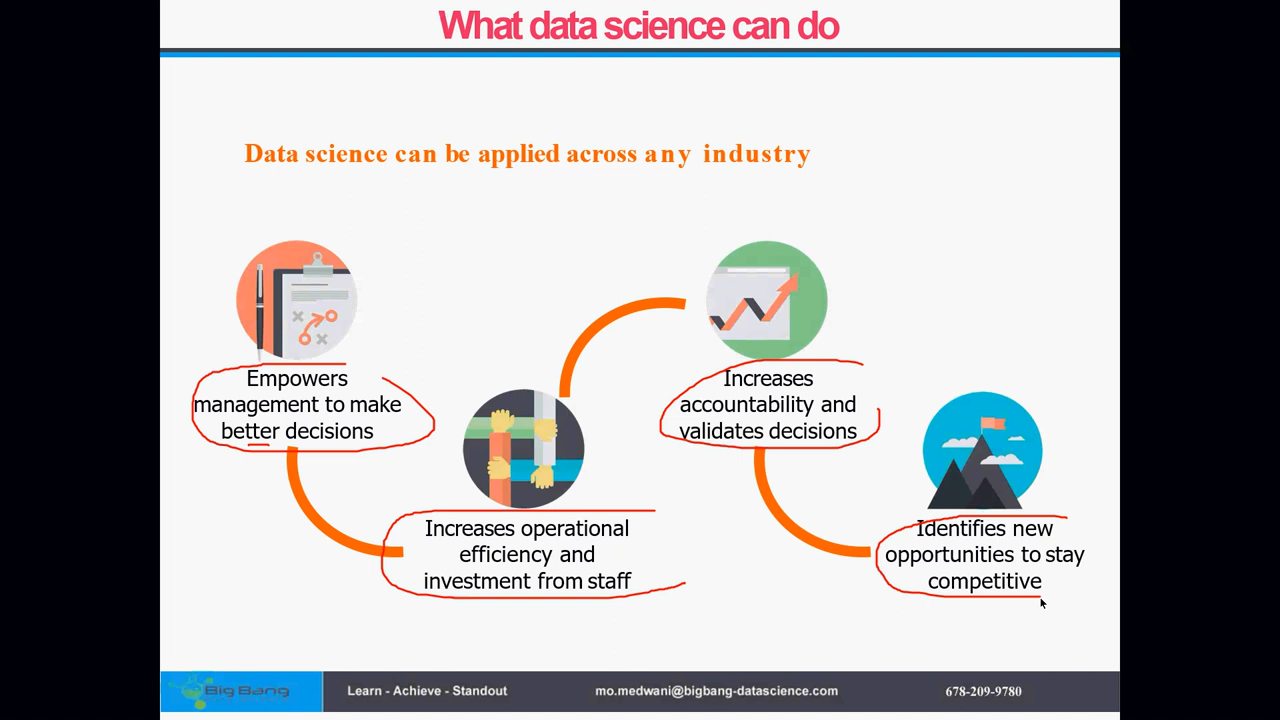 What data science can do
Data science can be applied across any industry
Empowers
management to make
better decisions
Increases operational
efficiency and
investment from staff
Increases
accountability and
validates decisions
Identifies new
opportunities to stay
competitive
Big Bang
Learn - Achieve - Standout
mo.medwani@bigbang-datascience.com
678-209-9780